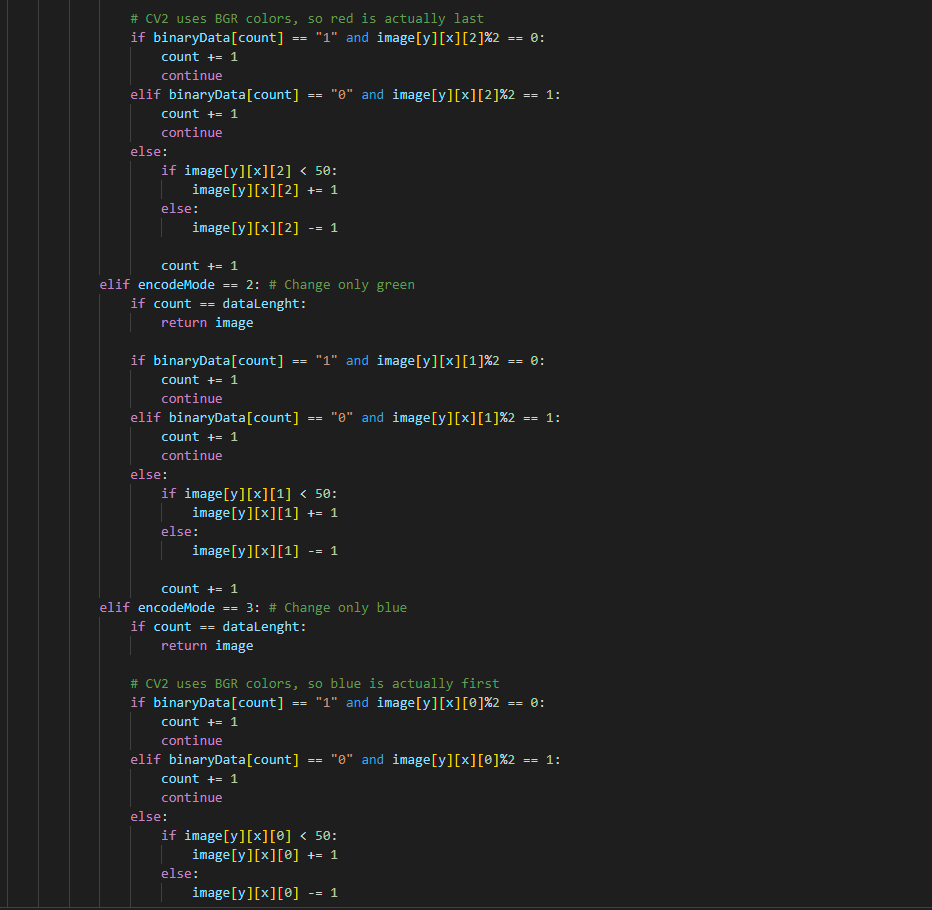 # CV2 uses BGR colors, so red is actually last
if binaryData[count] == "1" and image[y][x][2]%2 == 0:
count += 1
continue
elif binaryData[count] == "0" and image[y][x][2]%2 == 1:
count += 1
continue
else:
if image[y][x][2] < 50:
image[y][x][2] += 1
else:
image[y][x][2] -= 1
count += 1
elif encodeMode == 2: # Change only green
if count == dataLenght:
return image
if binaryData[count] == "1" and image[y][x][1]%2 == 0:
count += 1
continue
elif binaryData[count] == "0" and image[y][x][1]%2 == 1:
count += 1
continue
else:
if image[y][x][1] < 50:
image[y][x][1] += 1
else:
image[y][x][1] -= 1
count += 1
elif encodeMode == 3: # Change only blue
if count == dataLenght:
return image
# CV2 uses BGR colors, so blue is actually first
if binaryData[count] == "1" and image[y][x][0]%2 == 0:
count += 1
continue
elif binaryData[count] == "0" and image[y][x][0]%2 == 1:
count += 1
continue
else:
if image[y][x][0] < 50:
image[y][x][0] += 1
else:
image[y][x][0] -= 1